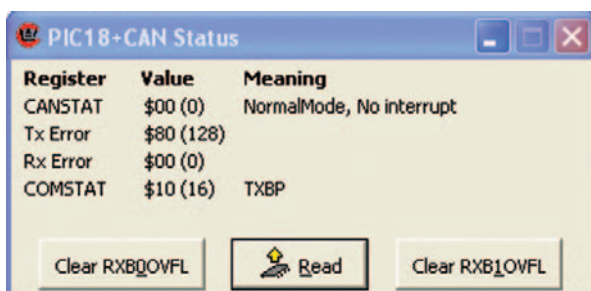 PIC18+CAN Status
Register Value Meaning
CANSTAT $00 (0) NormalMode, No interrupt
Tx Error $80 (128)
Rx Error $00 (0)
COMSTAT $10 (16) TXBP
Clear RXB0OVFL Read Clear RXB1OVFL